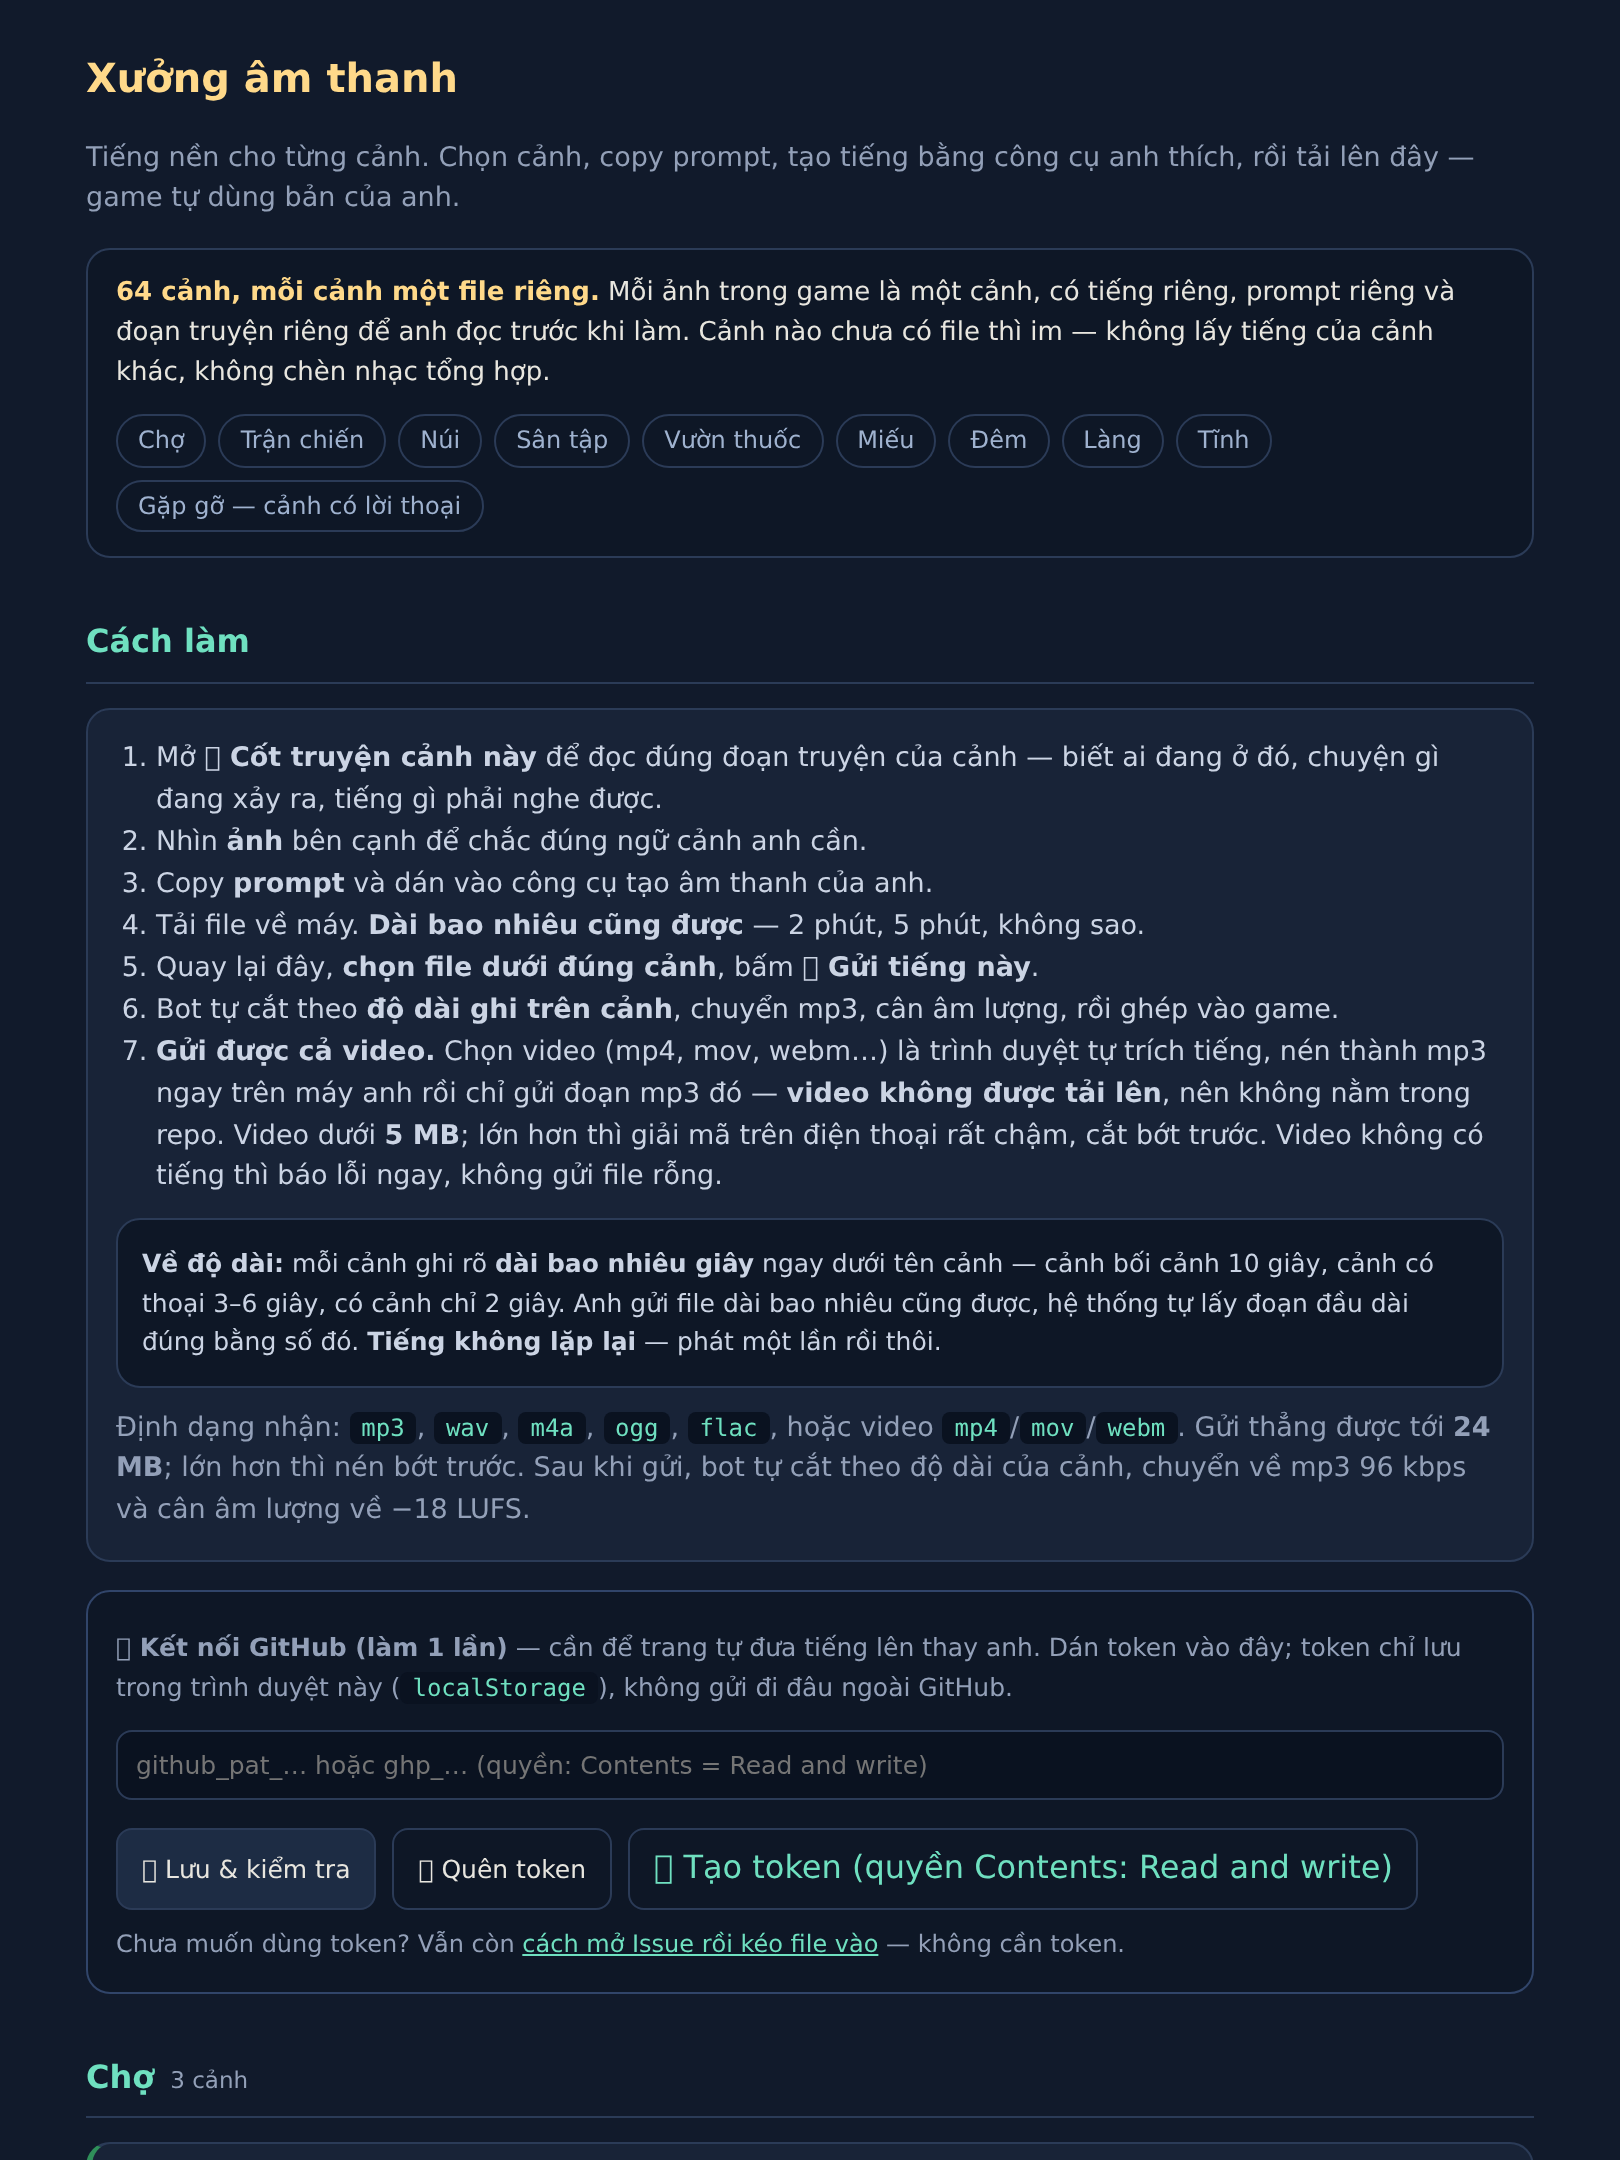 Xưởng âm thanh
Tiếng nền cho từng cảnh. Chọn cảnh, copy prompt, tạo tiếng bằng công cụ anh thích, rồi tải lên đây —
game tự dùng bản của anh.
64 cảnh, mỗi cảnh một file riêng. Mỗi ảnh trong game là một cảnh, có tiếng riêng, prompt riêng và
đoạn truyện riêng để anh đọc trước khi làm. Cảnh nào chưa có file thì im — không lấy tiếng của cảnh
khác, không chèn nhạc tổng hợp.
Chợ Trận chiến Núi Sân tập Vườn thuốc Miếu Đêm Làng Tĩnh
Gặp gỡ — cảnh có lời thoại
Cách làm
1. Mở Cốt truyện cảnh này để đọc đúng đoạn truyện của cảnh — biết ai đang ở đó, chuyện gì
đang xảy ra, tiếng gì phải nghe được.
2. Nhìn ảnh bên cạnh để chắc đúng ngữ cảnh anh cần.
3. Copy prompt và dán vào công cụ tạo âm thanh của anh.
4. Tải file về máy. Dài bao nhiêu cũng được — 2 phút, 5 phút, không sao.
5. Quay lại đây, chọn file dưới đúng cảnh, bấm Gửi tiếng này.
6. Bot tự cắt theo độ dài ghi trên cảnh, chuyển mp3, cân âm lượng, rồi ghép vào game.
7. Gửi được cả video. Chọn video (mp4, mov, webm…) là trình duyệt tự trích tiếng, nén thành mp3
ngay trên máy anh rồi chỉ gửi đoạn mp3 đó — video không được tải lên, nên không nằm trong
repo. Video dưới 5 MB; lớn hơn thì giải mã trên điện thoại rất chậm, cắt bớt trước. Video không có
tiếng thì báo lỗi ngay, không gửi file rỗng.
Về độ dài: mỗi cảnh ghi rõ dài bao nhiêu giây ngay dưới tên cảnh — cảnh bối cảnh 10 giây, cảnh có
thoại 3–6 giây, có cảnh chỉ 2 giây. Anh gửi file dài bao nhiêu cũng được, hệ thống tự lấy đoạn đầu dài
đúng bằng số đó. Tiếng không lặp lại — phát một lần rồi thôi.
Định dạng nhận: mp3, wav, m4a, ogg, flac, hoặc video mp4/mov/webm. Gửi thẳng được tới 24
MB; lớn hơn thì nén bớt trước. Sau khi gửi, bot tự cắt theo độ dài của cảnh, chuyển về mp3 96 kbps
và cân âm lượng về −18 LUFS.
Kết nối GitHub (làm 1 lần) — cần để trang tự đưa tiếng lên thay anh. Dán token vào đây; token chỉ lưu
trong trình duyệt này ( localStorage ), không gửi đi đâu ngoài GitHub.
github_pat_… hoặc ghp_… (quyền: Contents = Read and write)
Lưu & kiểm tra Quên token Tạo token (quyền Contents: Read and write)
Chưa muốn dùng token? Vẫn còn cách mở Issue rồi kéo file vào — không cần token.
Chợ 3 cảnh